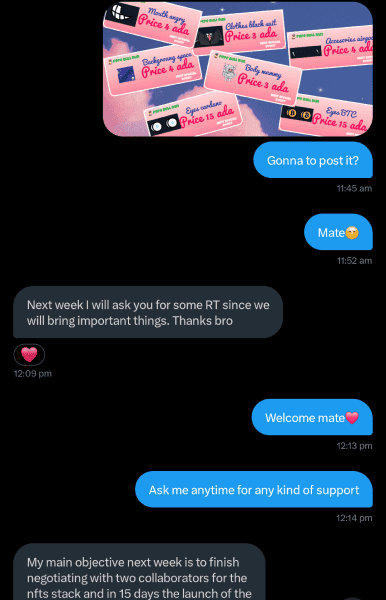 Mouth angry
Price 4 ada
Clothes black suit
Price 3 ada
Accesories airpods
Price 4 ada
Background space
Price 4 ada
Body mummy
Price 3 ada
Eyes cardano
Price 15 ada
Eyes BTC
Price 15 ada
Gonna to post it?
11:45 am
Mate🤭
11:52 am
Next week I will ask you for some RT since we
will bring important things. Thanks bro
12:09 pm
Welcome mate💗
12:13 pm
Ask me anytime for any kind of support
12:14 pm
My main objective next week is to finish
negotiating with two collaborators for the
nfts stack and in 15 days the launch of the